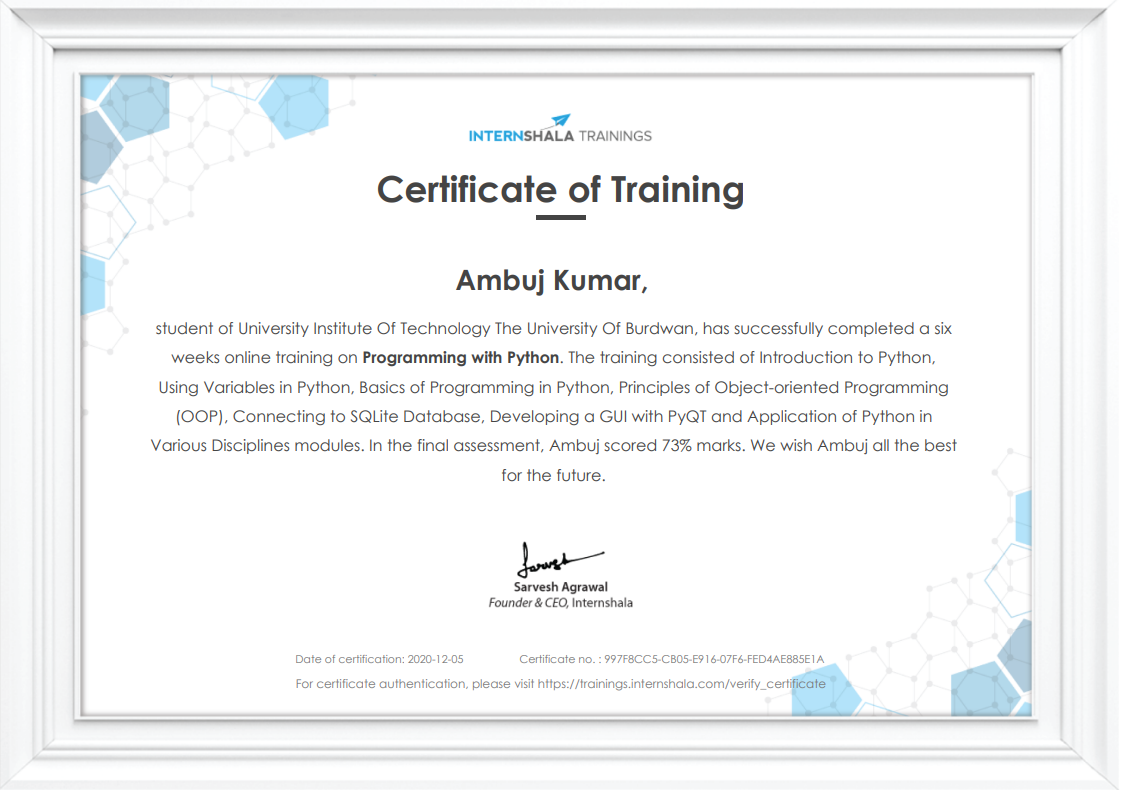 INTERNSHALA TRAININGS
Certificate of Training
Ambuj Kumar,
student of University Institute Of Technology The University Of Burdwan, has successfully completed a six
weeks online training on Programming with Python. The training consisted of Introduction to Python,
Using Variables in Python, Basics of Programming in Python, Principles of Object-oriented Programming
(OOP), Connecting to SQLite Database, Developing a GUI with PyQT and Application of Python in
Various Disciplines modules. In the final assessment, Ambuj scored 73% marks. We wish Ambuj all the best
for the future.
Sarvesh
Sarvesh Agrawal
Founder & CEO, Internshala
Date of certification: 2020-12-05 Certificate no. : 997F8CC5-CB05-E916-07F6-FED4AE885E1A
For certificate authentication, please visit https://trainings.internshala.com/verify_certificate